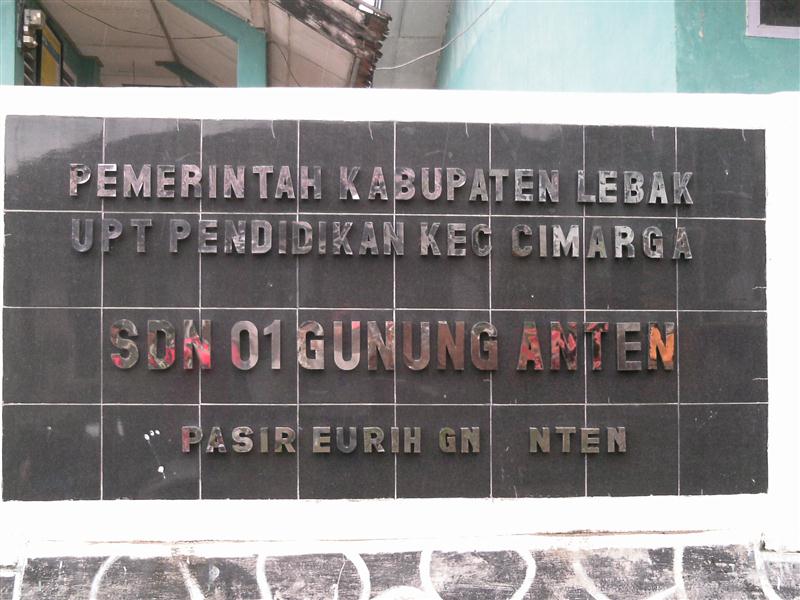 PEMERINTAH KABUPATEN LEBAK
UPT PENDIDIKAN KEC CIMARGA
SDN 01 GUNUNG ANTEN
PASIR EURIH GN NTEN